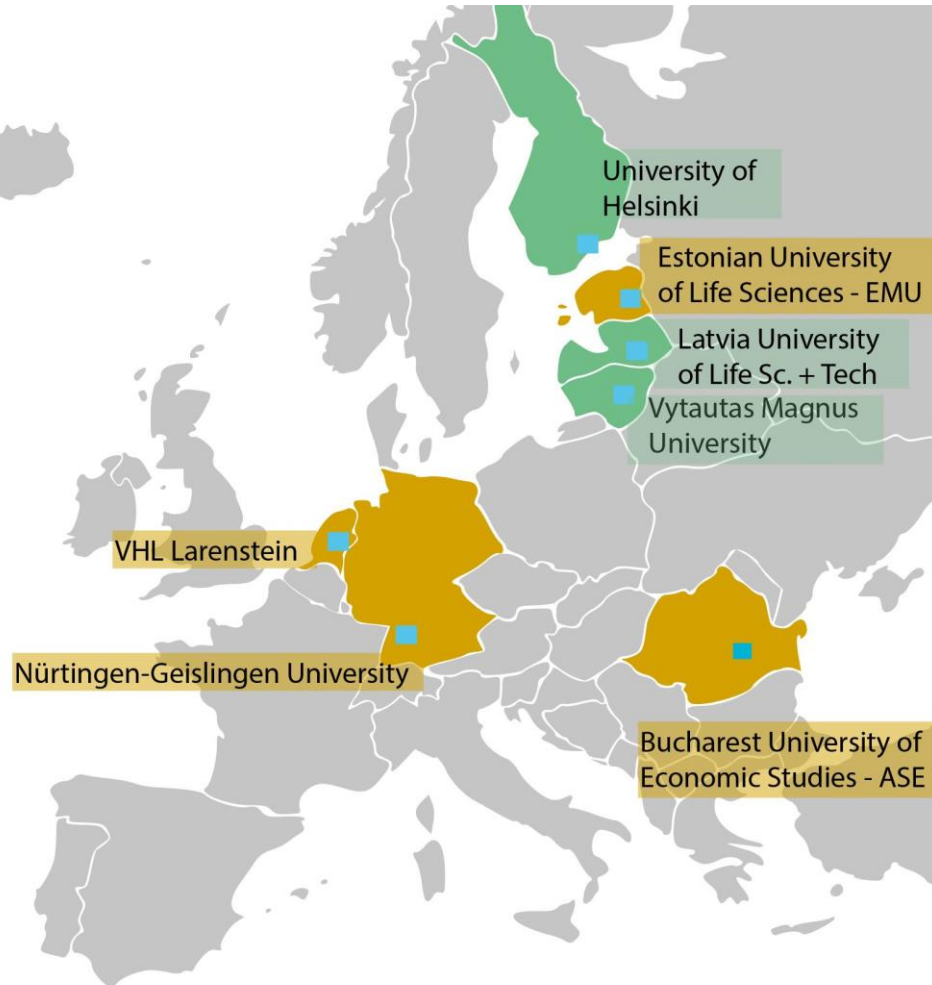 University of
Helsinki
Estonian University
of Life Sciences - EMU
Latvia University
of Life Sc. + Tech
Vytautas Magnus
University
VHL Larenstein
Nürtingen-Geislingen University
Bucharest University of
Economic Studies - ASE